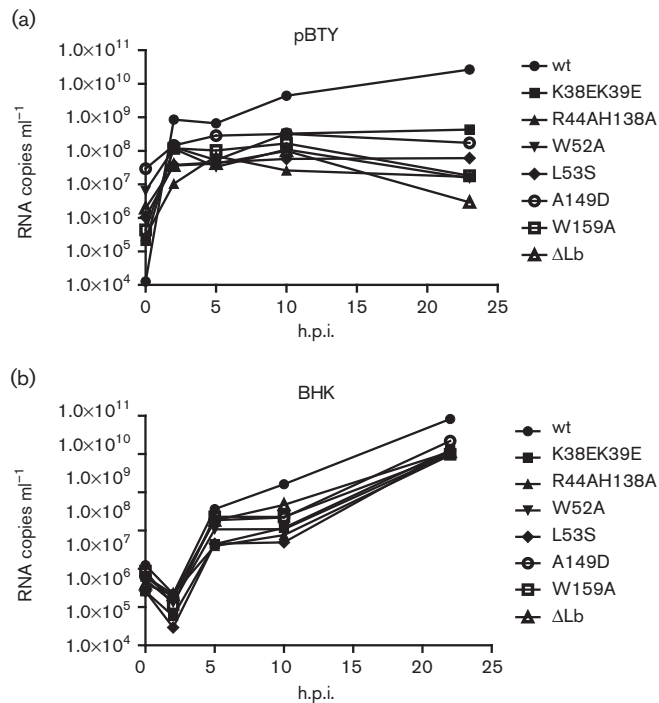 (a)
pBTY
1.0×10¹¹
1.0×10¹⁰
1.0×10⁹
1.0×10⁸
1.0×10⁷
1.0×10⁶
1.0×10⁵
1.0×10⁴
RNA copies ml⁻¹
0 5 10 15 20 25
h.p.i.
wt
K38EK39E
R44AH138A
W52A
L53S
A149D
W159A
ΔLb
(b)
BHK
1.0×10¹¹
1.0×10¹⁰
1.0×10⁹
1.0×10⁸
1.0×10⁷
1.0×10⁶
1.0×10⁵
1.0×10⁴
RNA copies ml⁻¹
0 5 10 15 20 25
h.p.i.
wt
K38EK39E
R44AH138A
W52A
L53S
A149D
W159A
ΔLb